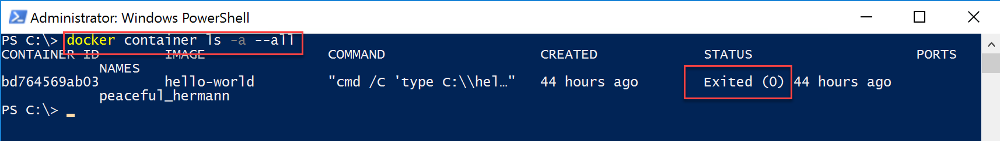 Administrator: Windows PowerShell
PS C:\> docker container ls -a --all
CONTAINER ID        IMAGE               COMMAND                   CREATED             STATUS                    PORTS
            NAMES
bd764569ab03        hello-world         "cmd /C 'type C:\\hel…"   44 hours ago        Exited (0) 44 hours ago
            peaceful_hermann
PS C:\>